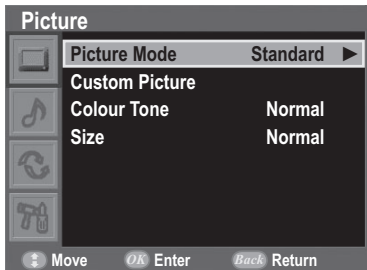 Picture
Picture Mode Standard ▶
Custom Picture
Colour Tone Normal
Size Normal
Move OK Enter Back Return